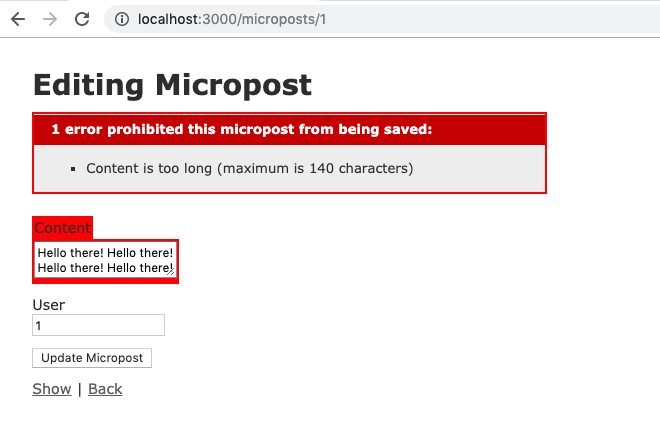 localhost:3000/microposts/1
Editing Micropost
1 error prohibited this micropost from being saved:
Content is too long (maximum is 140 characters)
Content
Hello there! Hello there!
Hello there! Hello there!
User
1
Update Micropost
Show | Back